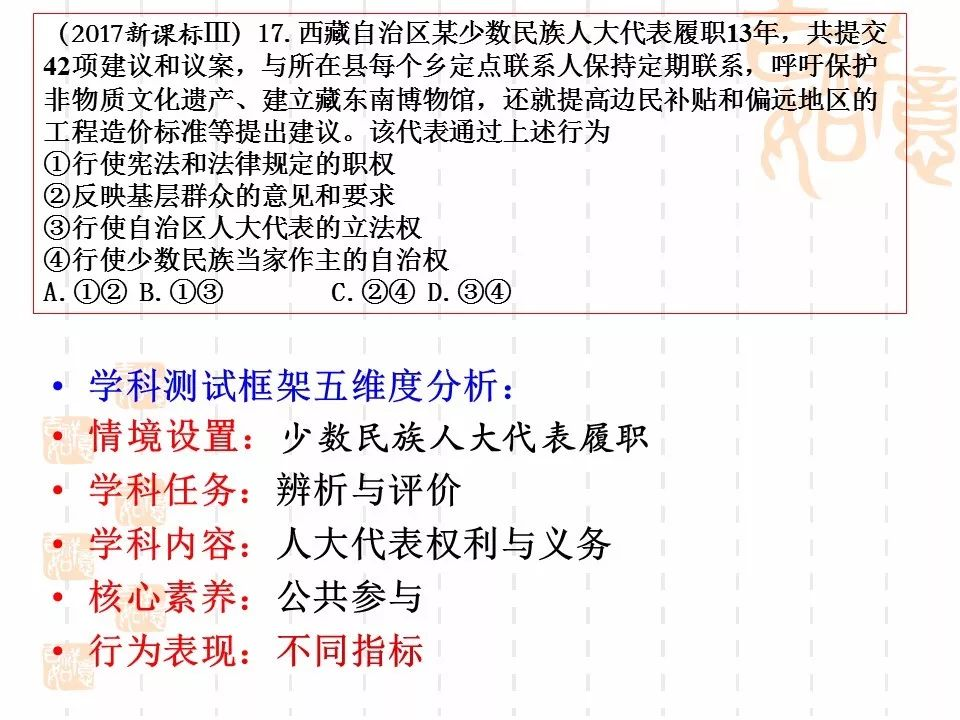 （2017新课标Ⅲ）17.西藏自治区某少数民族人大代表履职13年，共提交
42项建议和议案，与所在县每个乡定点联系人保持定期联系，呼吁保护
非物质文化遗产、建立藏东南博物馆，还就提高边民补贴和偏远地区的
工程造价标准等提出建议。该代表通过上述行为
①行使宪法和法律规定的职权
②反映基层群众的意见和要求
③行使自治区人大代表的立法权
④行使少数民族当家作主的自治权
A.①② B.①③ C.②④ D.③④
• 学科测试框架五维度分析：
• 情境设置：少数民族人大代表履职
• 学科任务：辨析与评价
• 学科内容：人大代表权利与义务
• 核心素养：公共参与
• 行为表现：不同指标